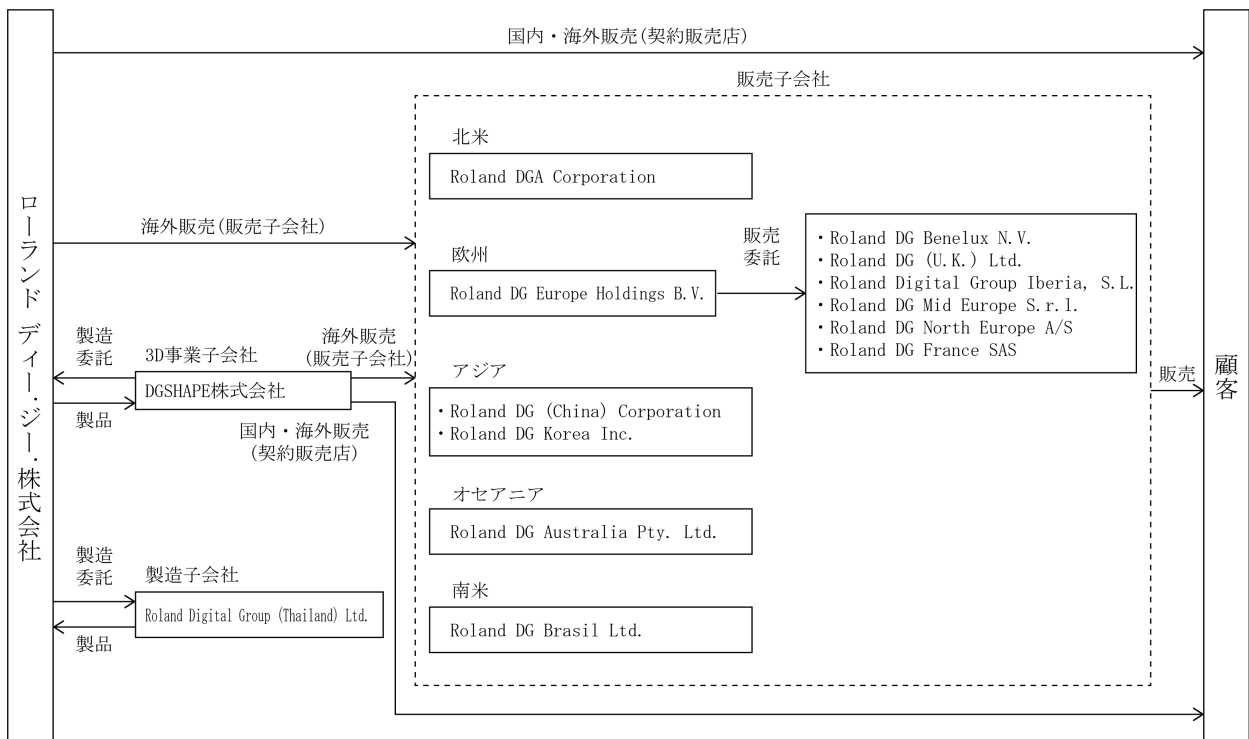 国内・海外販売(契約販売店)
販売子会社
ローランド ディー.ジー.株式会社
海外販売(販売子会社)
北米
Roland DGA Corporation
欧州
Roland DG Europe Holdings B.V.
販売
委託
・Roland DG Benelux N.V.
・Roland DG (U.K.) Ltd.
・Roland Digital Group Iberia, S.L.
・Roland DG Mid Europe S.r.l.
・Roland DG North Europe A/S
・Roland DG France SAS
製造
委託
3D事業子会社
DGSHAPE株式会社
製品
海外販売
(販売子会社)
国内・海外販売
(契約販売店)
アジア
・Roland DG (China) Corporation
・Roland DG Korea Inc.
オセアニア
Roland DG Australia Pty. Ltd.
南米
Roland DG Brasil Ltd.
製造
委託
製造子会社
Roland Digital Group (Thailand) Ltd.
製品
販売
顧客